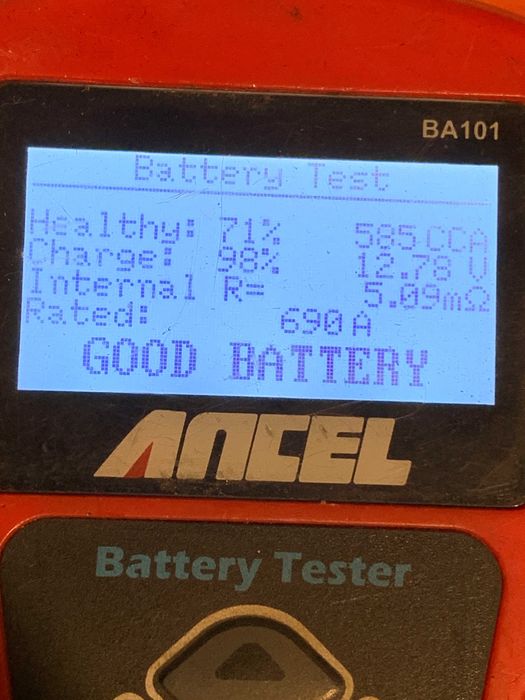 BA101
Battery Test
Healthy: 71% 585 CCA
Charge: 98% 12.78 V
Internal R= 5.09mΩ
Rated: 690 A
GOOD BATTERY
ANCEL
Battery Tester